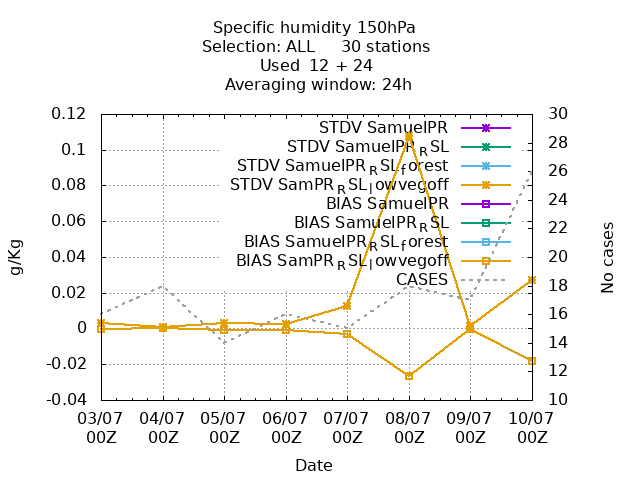 Specific humidity 150hPa
Selection: ALL 30 stations
Used 12 + 24
Averaging window: 24h
0.12
0.1
0.08
0.06
0.04
0.02
0
-0.02
-0.04
g/Kg
30
28
26
24
22
20
18
16
14
12
10
No cases
STDV SamuelPR
STDV SamuelPR_RSL
STDV SamuelPR_RSL_forest
STDV SamPR_RSL_lowvegoff
BIAS SamuelPR
BIAS SamuelPR_RSL
BIAS SamuelPR_RSL_forest
BIAS SamPR_RSL_lowvegoff
CASES
03/07 04/07 05/07 06/07 07/07 08/07 09/07 10/07
00Z 00Z 00Z 00Z 00Z 00Z 00Z 00Z
Date